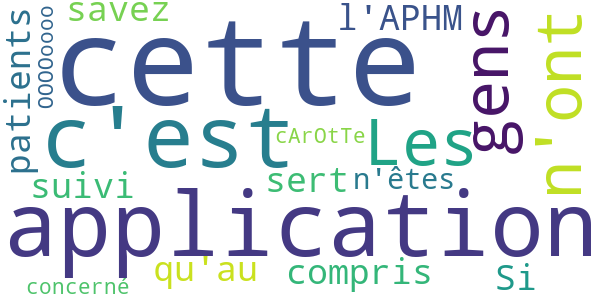 savez
l'APHM
cette
patients
OOOOoooo
gens
n'ont
c'est
cArOtTe
Les
suivi
sert
n'êtes
application
qu'au
compris
Si
concerné